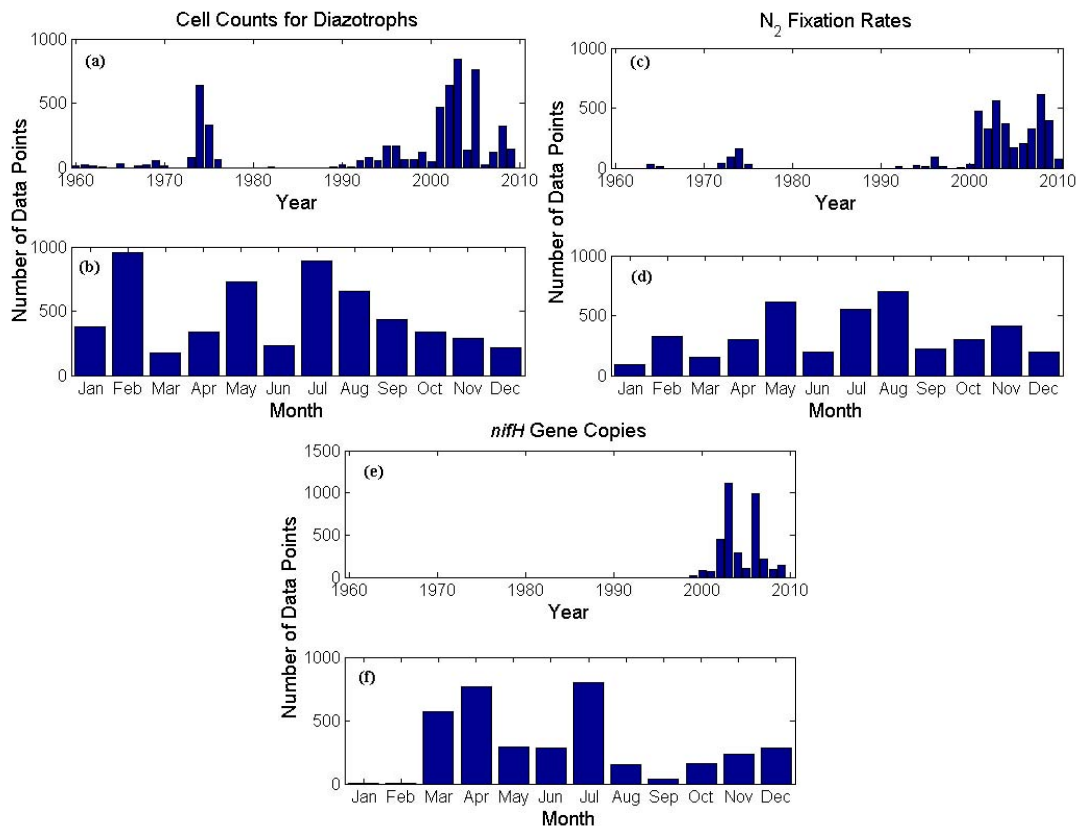 Cell Counts for Diazotrophs
1000
500
0
(a)
1960 1970 1980 1990 2000 2010
Year
Number of Data Points
1000
500
0
(b)
Jan Feb Mar Apr May Jun Jul Aug Sep Oct Nov Dec
Month
N2 Fixation Rates
1000
500
0
(c)
1960 1970 1980 1990 2000 2010
Year
Number of Data Points
1000
500
0
(d)
Jan Feb Mar Apr May Jun Jul Aug Sep Oct Nov Dec
Month
nifH Gene Copies
1500
1000
500
0
(e)
1960 1970 1980 1990 2000 2010
Year
Number of Data Points
1000
500
0
(f)
Jan Feb Mar Apr May Jun Jul Aug Sep Oct Nov Dec
Month